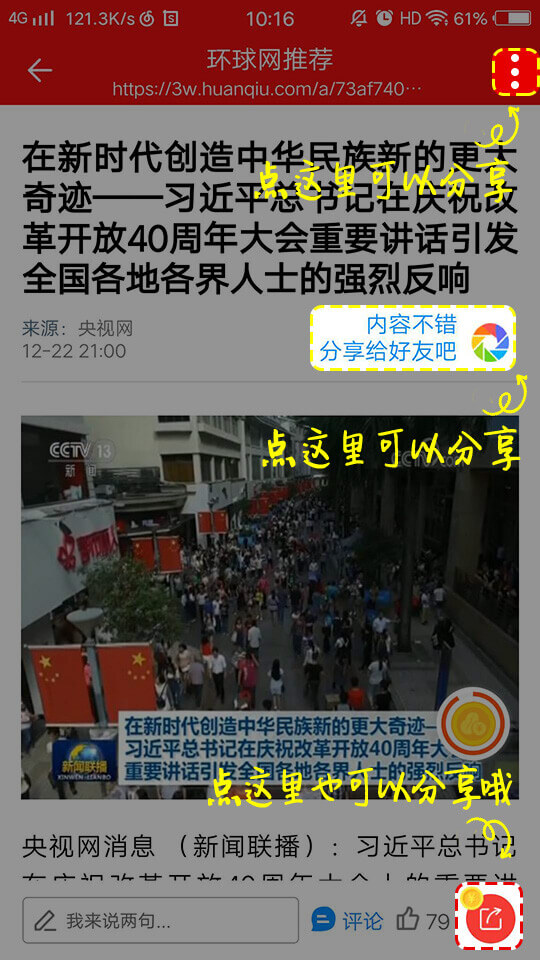 4G 121.3K/s 10:16 HD 61%
环球网推荐
https://3w.huanqiu.com/a/73af740…
在新时代创造中华民族新的更大
奇迹——习近平总书记在庆祝改
点这里可以分享
革开放40周年大会重要讲话引发
全国各地各界人士的强烈反响
来源：央视网
12-22 21:00
内容不错
分享给好友吧
点这里可以分享
CCTV 13
新闻
CCTV.
在新时代创造中华民族新的更大奇迹—
习近平总书记在庆祝改革开放40周年大
重要讲话引发全国各地各界人士的强烈反响
新闻联播
XINWEN-LIANBO
点这里也可以分享哦
央视网消息 （新闻联播）：习近平总书记
在庆祝改革开放40周年大会上的重要讲
我来说两句...
评论
79